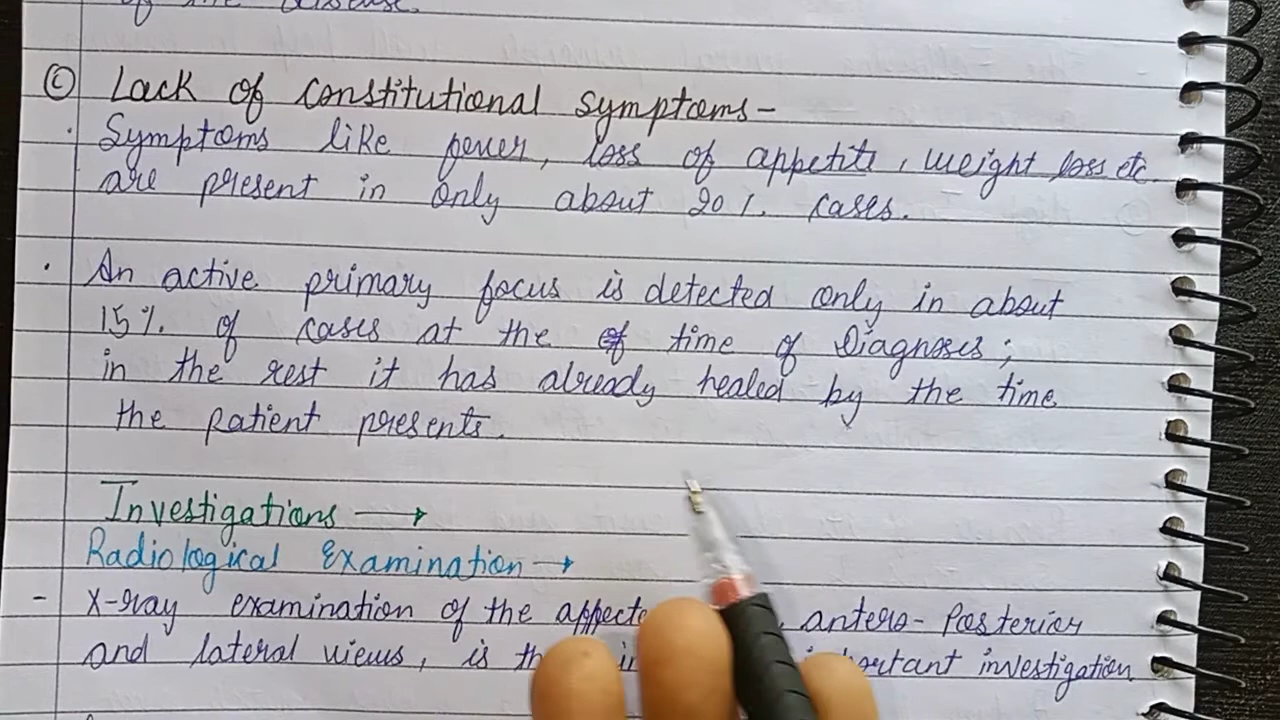 of the disease.
(C) Lack of constitutional symptoms-
• Symptoms like fever, loss of appetite, weight loss etc.
are present in only about 20%. cases.
• An active primary focus is detected only in about
15%. of cases at the of time of Diagnoses;
in the rest it has already healed by the time
the patient presents.
Investigations →
Radiological Examination →
- X-ray examination of the affecte antero-Posterior
and lateral views, is th investigation